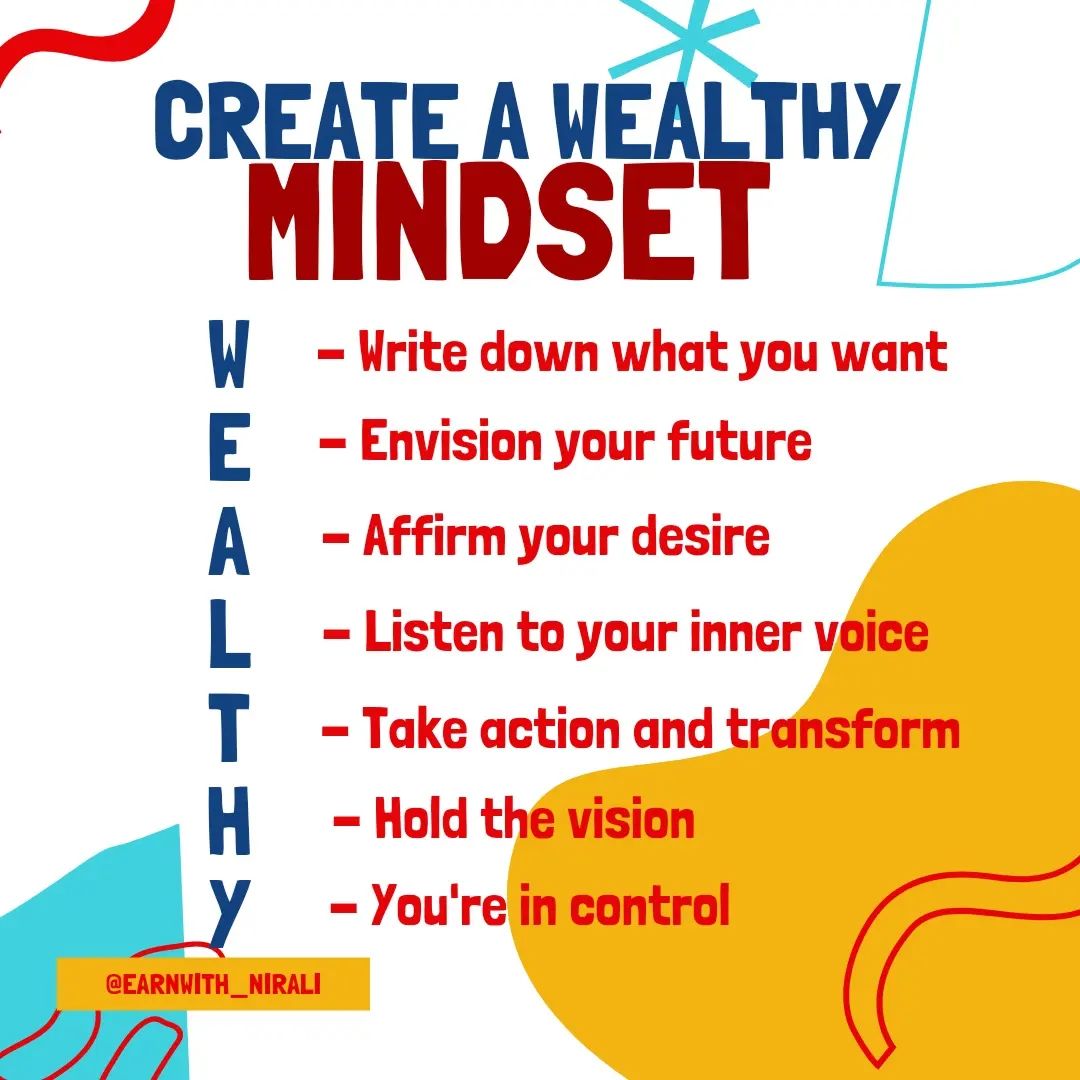 CREATE A WEALTHY
MINDSET
W – Write down what you want
E – Envision your future
A – Affirm your desire
L – Listen to your inner voice
T – Take action and transform
H – Hold the vision
Y – You're in control
@EARNWITH_NIRALI